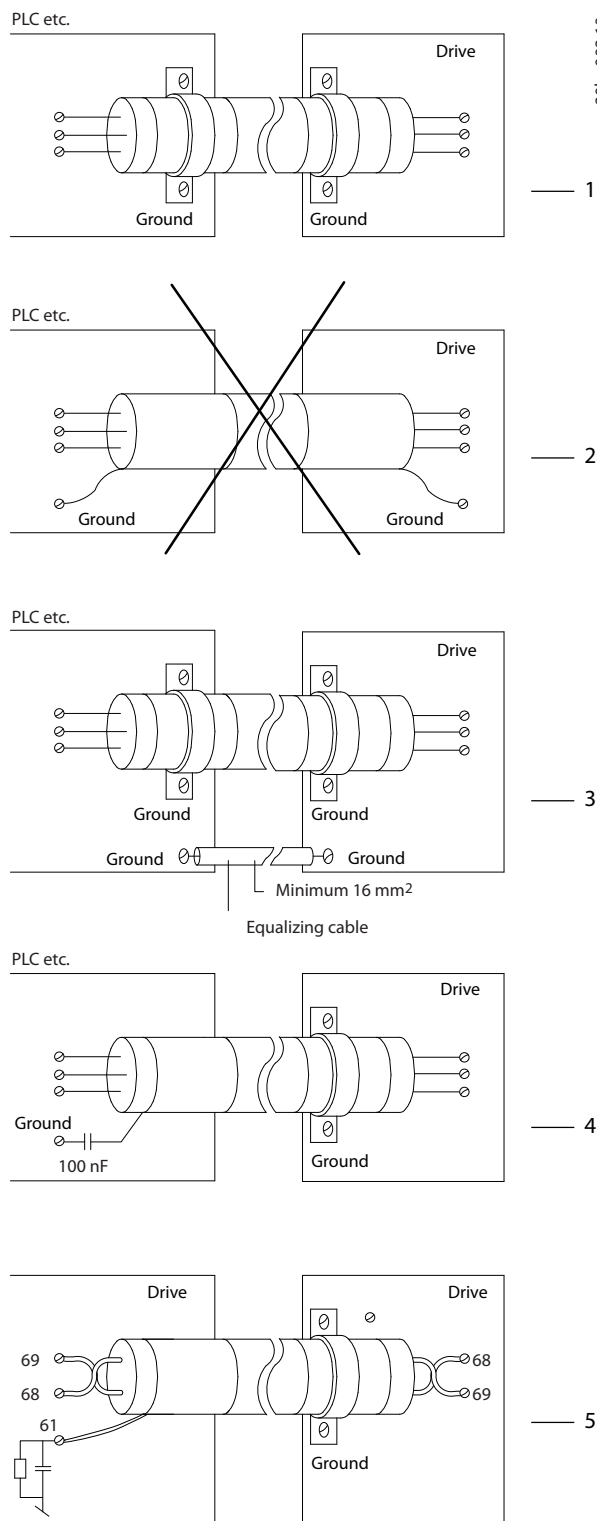 PLC etc.
Drive
Ground
Ground
1
PLC etc.
Drive
Ground
Ground
2
PLC etc.
Drive
Ground
Ground
3
Ground
Ground
Minimum 16 mm2
Equalizing cable
PLC etc.
Drive
Ground
4
100 nF
Ground
Drive
Drive
69
68
68
69
61
5
Ground